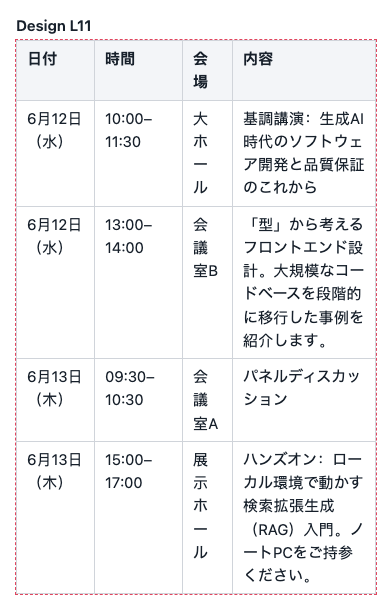 Design L11
日付 時間 会場 内容
6月12日（水） 10:00–11:30 大ホール 基調講演：生成AI時代のソフトウェア開発と品質保証のこれから
6月12日（水） 13:00–14:00 会議室B 「型」から考えるフロントエンド設計。大規模なコードベースを段階的に移行した事例を紹介します。
6月13日（木） 09:30–10:30 会議室A パネルディスカッション
6月13日（木） 15:00–17:00 展示ホール ハンズオン：ローカル環境で動かす検索拡張生成（RAG）入門。ノートPCをご持参ください。